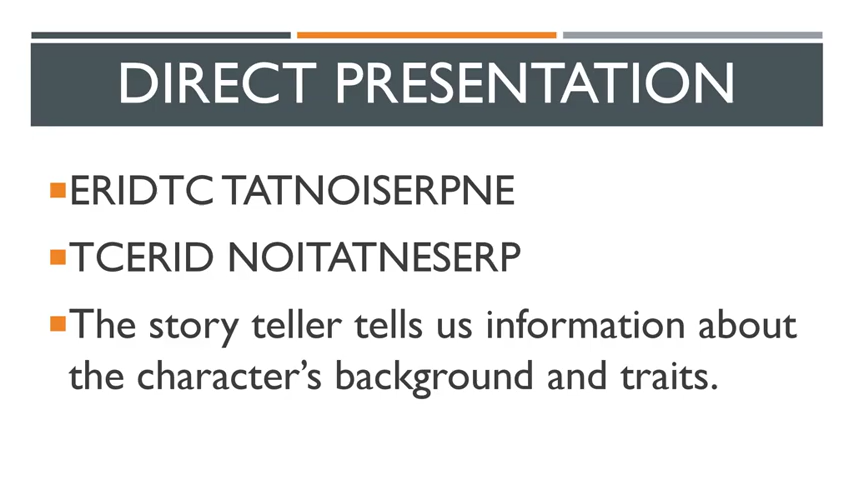 DIRECT PRESENTATION
ERIDTC TATNOISERPNE
TCERID NOITATNESERP
The story teller tells us information about
the character’s background and traits.